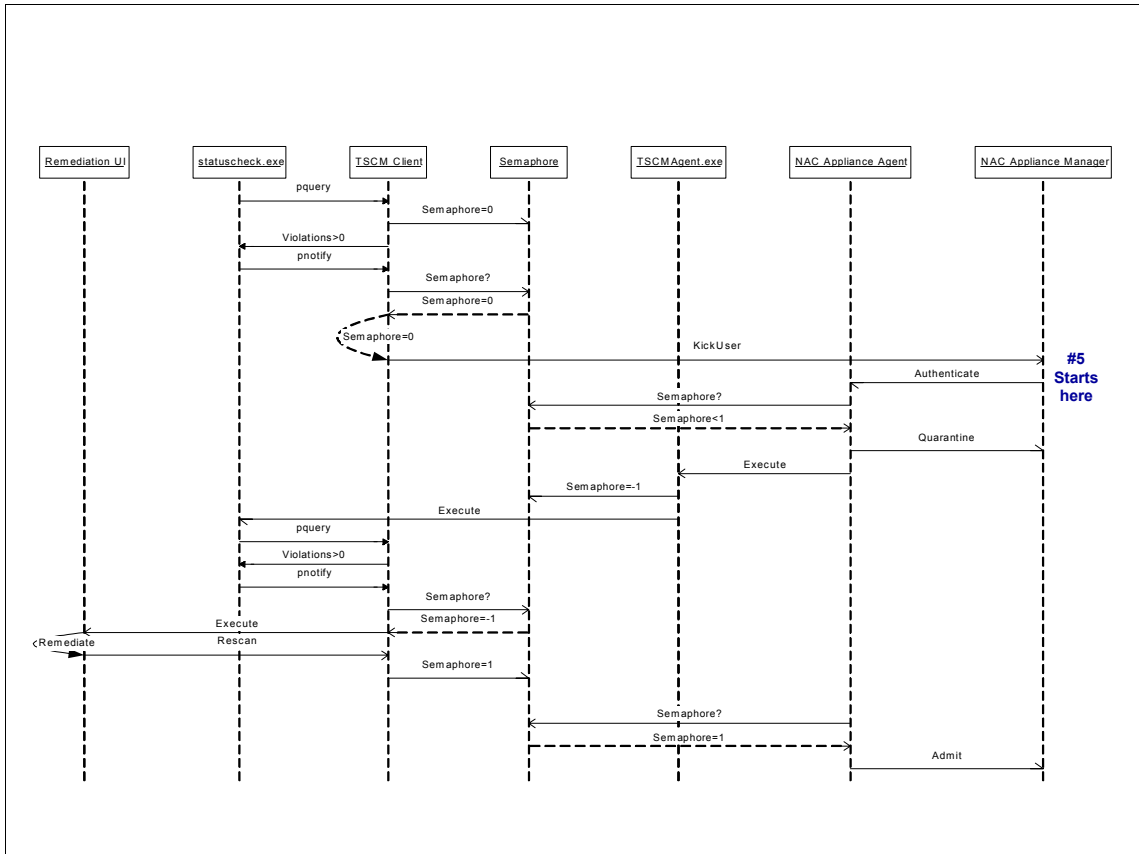 Remediation UI
statuscheck.exe
TSCM Client
Semaphore
TSCMAgent.exe
NAC Appliance Agent
NAC Appliance Manager
pquery
Semaphore=0
Violations>0
pnotify
Semaphore?
Semaphore=0
Semaphore=0
KickUser
#5
Starts
here
Authenticate
Semaphore?
Semaphore<1
Quarantine
Execute
Semaphore=-1
Execute
pquery
Violations>0
pnotify
Semaphore?
Execute
Semaphore=-1
Remediate
Rescan
Semaphore=1
Semaphore?
Semaphore=1
Admit